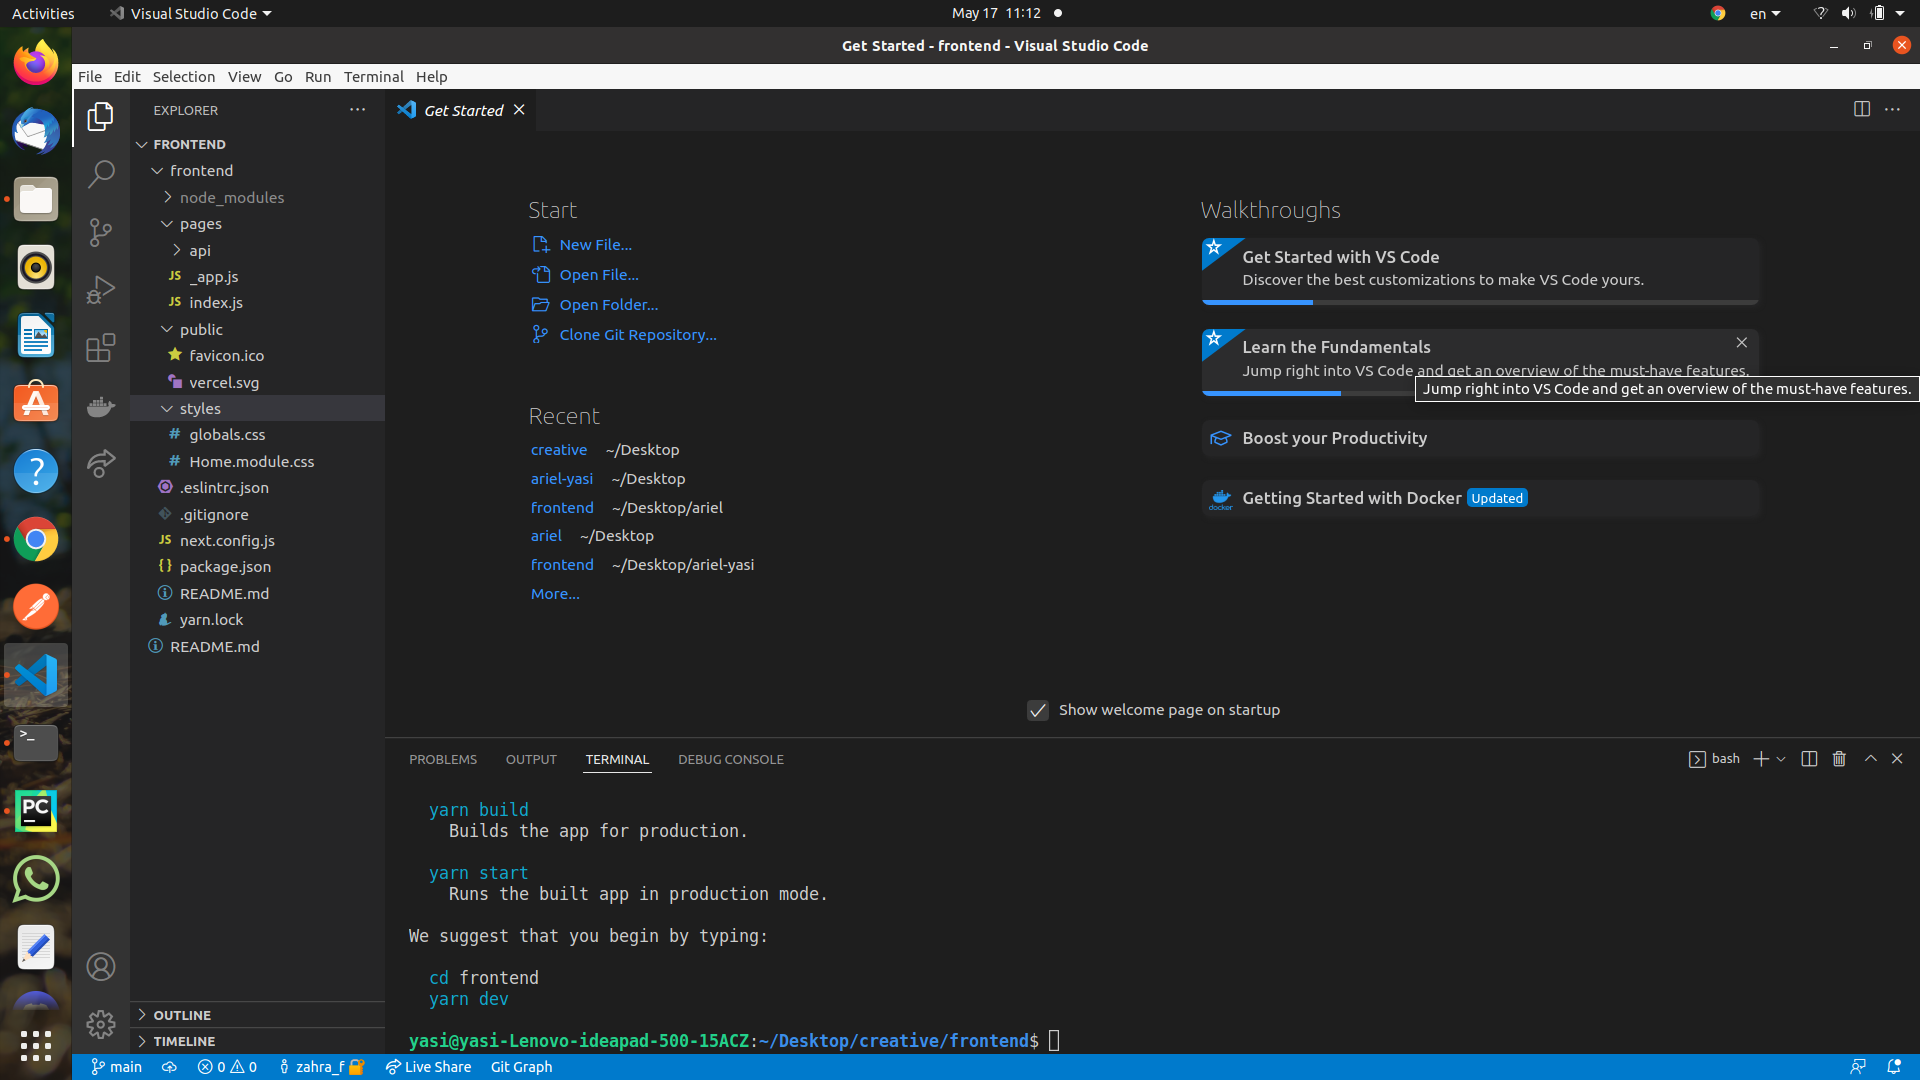 Activities
Visual Studio Code
May 17 11:12
en
Get Started - frontend - Visual Studio Code
File Edit Selection View Go Run Terminal Help
EXPLORER
FRONTEND
frontend
node_modules
pages
api
JS _app.js
JS index.js
public
favicon.ico
vercel.svg
styles
# globals.css
# Home.module.css
.eslintrc.json
.gitignore
JS next.config.js
{} package.json
README.md
yarn.lock
README.md
OUTLINE
TIMELINE
Get Started
Start
New File...
Open File...
Open Folder...
Clone Git Repository...
Recent
creative ~/Desktop
ariel-yasi ~/Desktop
frontend ~/Desktop/ariel
ariel ~/Desktop
frontend ~/Desktop/ariel-yasi
More...
Walkthroughs
Get Started with VS Code
Discover the best customizations to make VS Code yours.
Learn the Fundamentals
Jump right into VS Code and get an overview of the must-have features.
Jump right into VS Code and get an overview of the must-have features.
Boost your Productivity
docker
Getting Started with Docker Updated
Show welcome page on startup
PROBLEMS OUTPUT TERMINAL DEBUG CONSOLE
bash
yarn build
Builds the app for production.
yarn start
Runs the built app in production mode.
We suggest that you begin by typing:
cd frontend
yarn dev
yasi@yasi-Lenovo-ideapad-500-15ACZ:~/Desktop/creative/frontend$
main
0 0
zahra_f
Live Share
Git Graph
PC